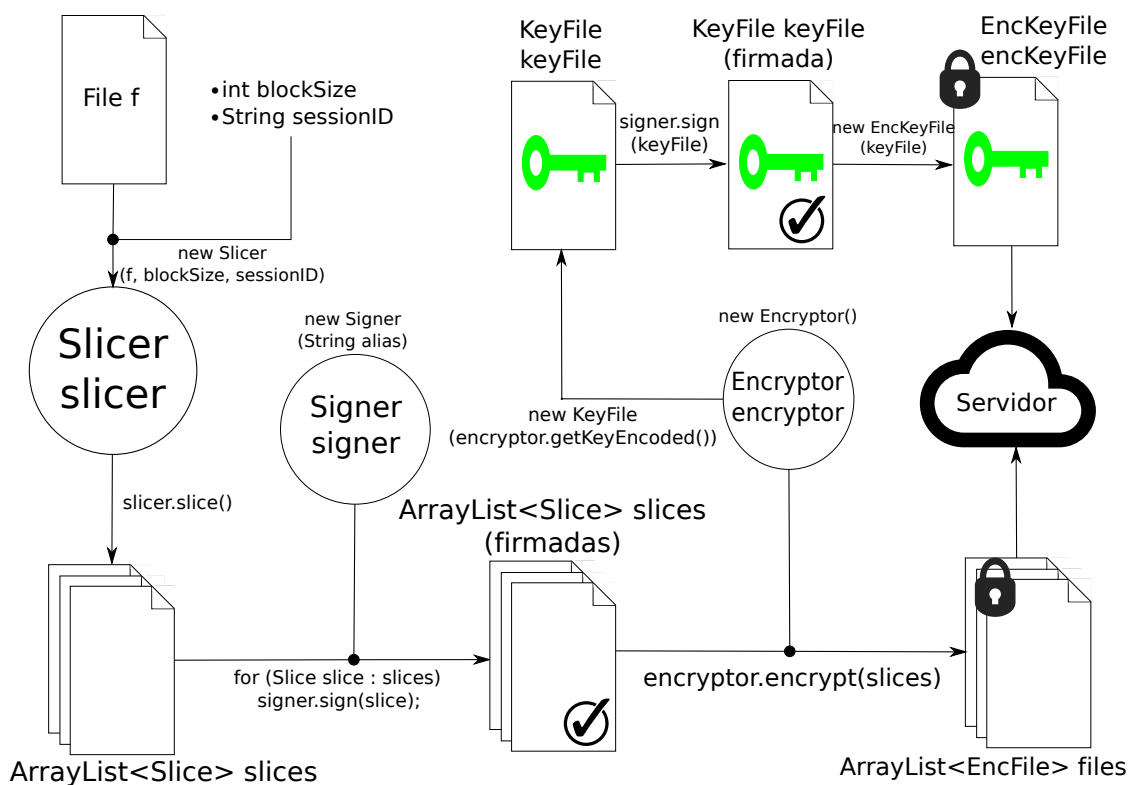 File f
•int blockSize
•String sessionID
new Slicer
(f, blockSize, sessionID)
Slicer
slicer
slicer.slice()
ArrayList<Slice> slices
new Signer
(String alias)
Signer
signer
for (Slice slice : slices)
signer.sign(slice);
ArrayList<Slice> slices
(firmadas)
new Encryptor()
Encryptor
encryptor
new KeyFile
(encryptor.getKeyEncoded())
KeyFile
keyFile
signer.sign
(keyFile)
KeyFile keyFile
(firmada)
new EncKeyFile
(keyFile)
EncKeyFile
encKeyFile
Servidor
encryptor.encrypt(slices)
ArrayList<EncFile> files